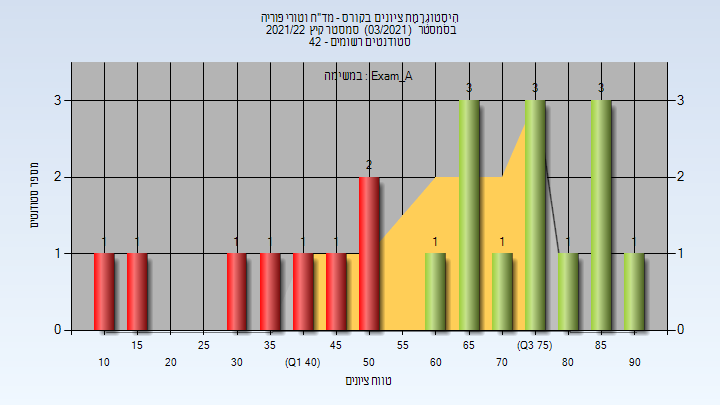 היסטוגרמת ציונים בקורס - מד"ח וטורי פוריה
בסמסטר (03/2021) סמסטר קיץ 2021/22
סטודנטים רשומים - 42
במשימה : Exam_A
מספר סטודנטים
3 3
2 2
1 1
0 0
1 1 1 1 1 1 2 1 3 1 3 1 3 1
15 25 35 45 55 65 (Q3 75) 85
10 20 30 (Q1 40) 50 60 70 80 90
טווח ציונים